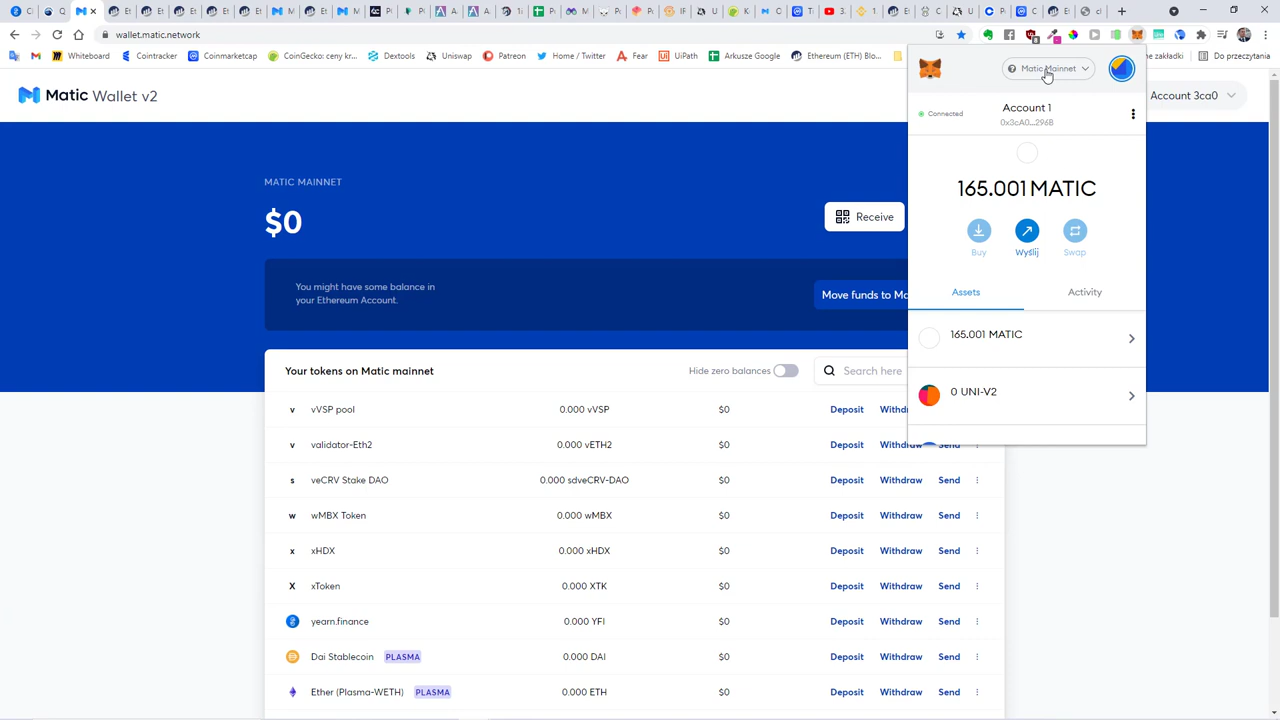 wallet.matic.network
Whiteboard Cointracker Coinmarketcap CoinGecko: ceny kr... Dextools Uniswap Patreon Home / Twitter Fear UiPath Arkusze Google Ethereum (ETH) Blo... Do przeczytania
Matic Wallet v2
Account 3ca0
MATIC MAINNET
$0
Receive
You might have some balance in
your Ethereum Account.
Move funds to
Your tokens on Matic mainnet
Hide zero balances
Search here
v vVSP pool 0.000 vVSP $0 Deposit
v validator-Eth2 0.000 vETH2 $0 Deposit Withdraw Send
s veCRV Stake DAO 0.000 sdveCRV-DAO $0 Deposit Withdraw Send
w wMBX Token 0.000 wMBX $0 Deposit Withdraw Send
x xHDX 0.000 xHDX $0 Deposit Withdraw Send
X xToken 0.000 XTK $0 Deposit Withdraw Send
yearn.finance 0.000 YFI $0 Deposit Withdraw Send
Dai Stablecoin PLASMA 0.000 DAI $0 Deposit Withdraw Send
Ether (Plasma-WETH) PLASMA 0.000 ETH $0 Deposit Withdraw Send
Matic Mainnet
Connected
Account 1
0x3cA0...296B
165.001 MATIC
Buy Wyślij Swap
Assets Activity
165.001 MATIC
0 UNI-V2